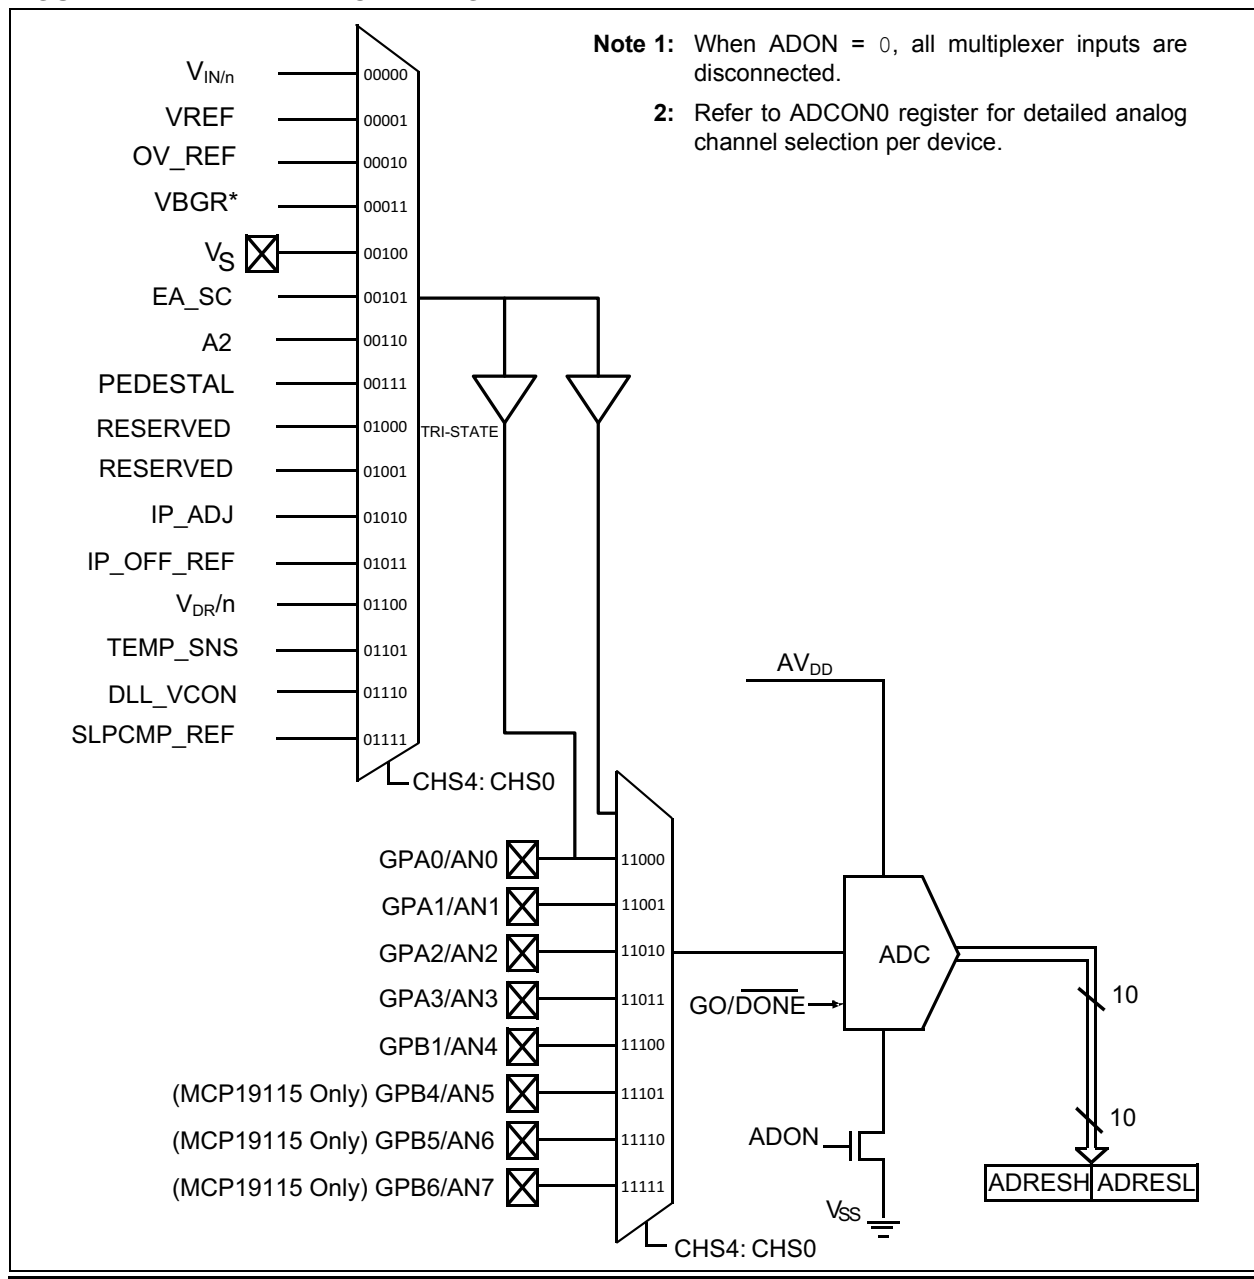 Note 1: When ADON = 0, all multiplexer inputs are
disconnected.
2: Refer to ADCON0 register for detailed analog
channel selection per device.
VIN/n 00000
VREF 00001
OV_REF 00010
VBGR* 00011
VS 00100
EA_SC 00101
A2 00110
PEDESTAL 00111
RESERVED 01000
TRI-STATE
RESERVED 01001
IP_ADJ 01010
IP_OFF_REF 01011
VDR/n 01100
TEMP_SNS 01101
DLL_VCON 01110
SLPCMP_REF 01111
CHS4: CHS0
AVDD
GPA0/AN0 11000
GPA1/AN1 11001
GPA2/AN2 11010
GPA3/AN3 11011
GPB1/AN4 11100
(MCP19115 Only) GPB4/AN5 11101
(MCP19115 Only) GPB5/AN6 11110
(MCP19115 Only) GPB6/AN7 11111
CHS4: CHS0
ADC
GO/DONE
10
10
ADON
VSS
ADRESH ADRESL